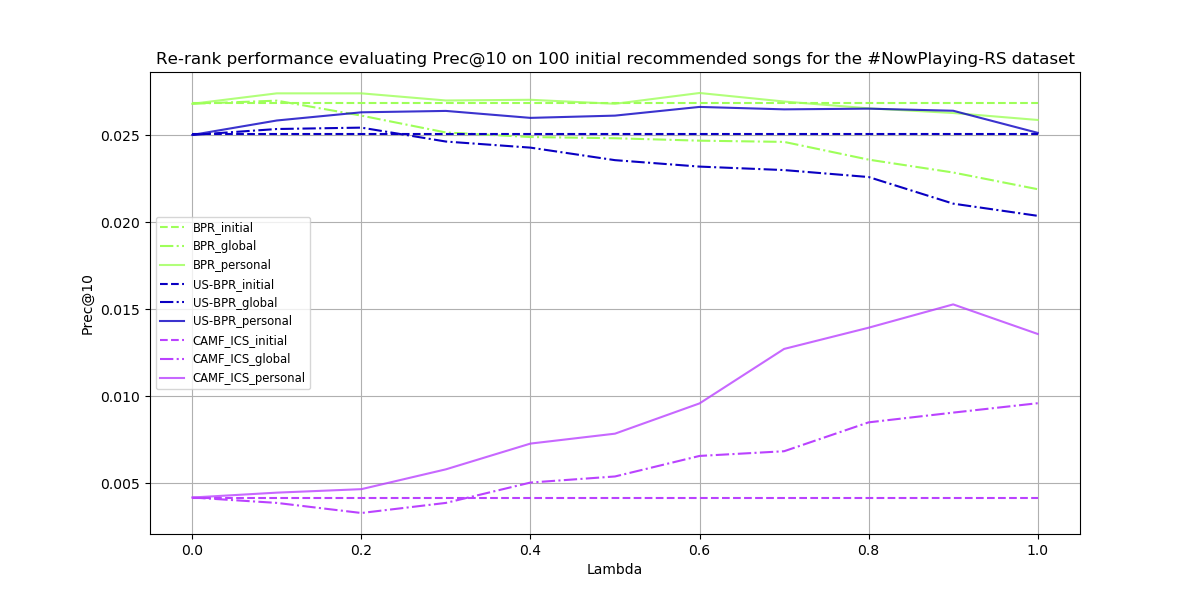 Re-rank performance evaluating Prec@10 on 100 initial recommended songs for the #NowPlaying-RS dataset
Prec@10
0.025
0.020
0.015
0.010
0.005
BPR_initial
BPR_global
BPR_personal
US-BPR_initial
US-BPR_global
US-BPR_personal
CAMF_ICS_initial
CAMF_ICS_global
CAMF_ICS_personal
0.0 0.2 0.4 0.6 0.8 1.0
Lambda